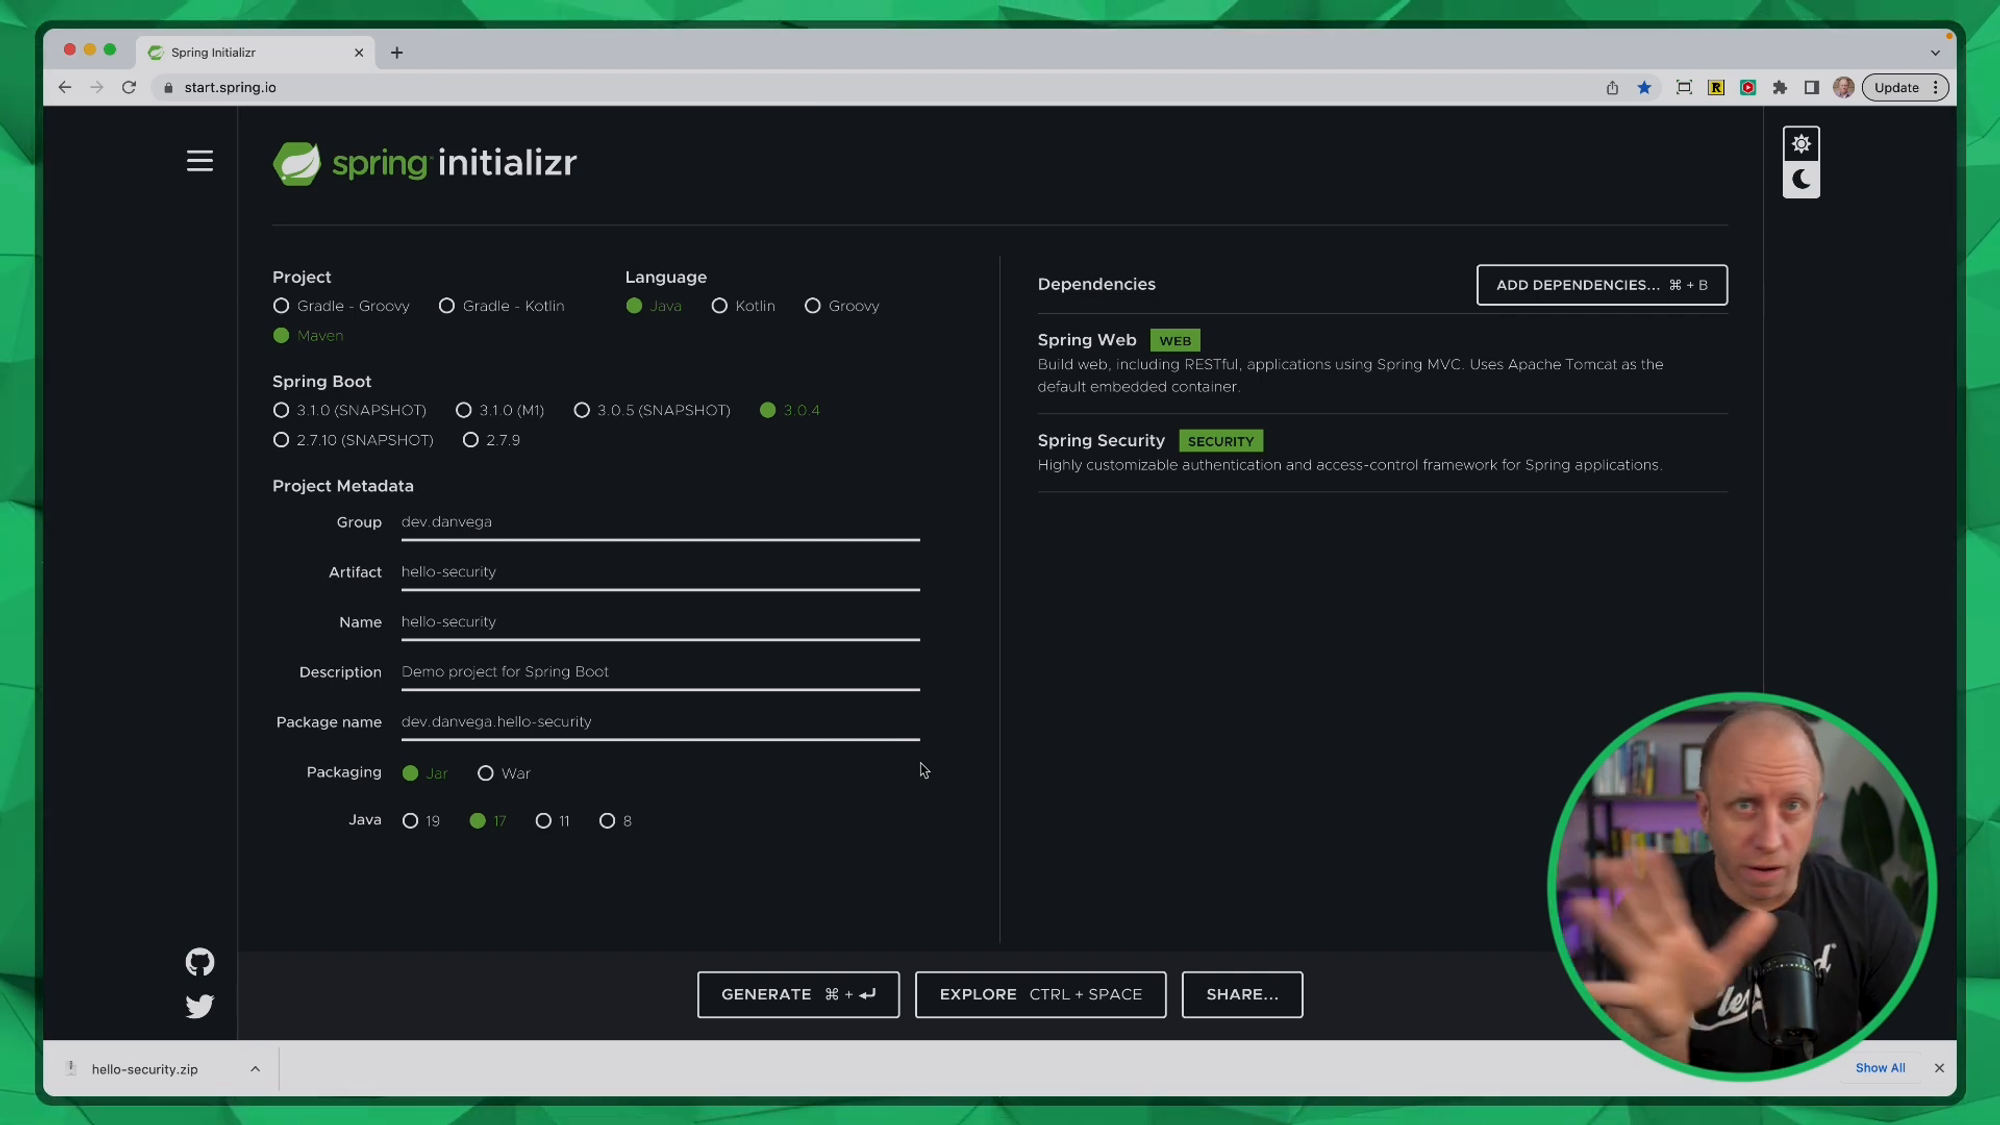 Spring Initializr
start.spring.io
Update
spring initializr
Project
Gradle - Groovy
Gradle - Kotlin
Maven
Language
Java
Kotlin
Groovy
Spring Boot
3.1.0 (SNAPSHOT)
3.1.0 (M1)
3.0.5 (SNAPSHOT)
3.0.4
2.7.10 (SNAPSHOT)
2.7.9
Project Metadata
Group dev.danvega
Artifact hello-security
Name hello-security
Description Demo project for Spring Boot
Package name dev.danvega.hello-security
Packaging Jar War
Java 19 17 11 8
Dependencies
ADD DEPENDENCIES... ⌘ + B
Spring Web WEB
Build web, including RESTful, applications using Spring MVC. Uses Apache Tomcat as the
default embedded container.
Spring Security SECURITY
Highly customizable authentication and access-control framework for Spring applications.
GENERATE ⌘ + ↵
EXPLORE CTRL + SPACE
SHARE...
hello-security.zip
Show All